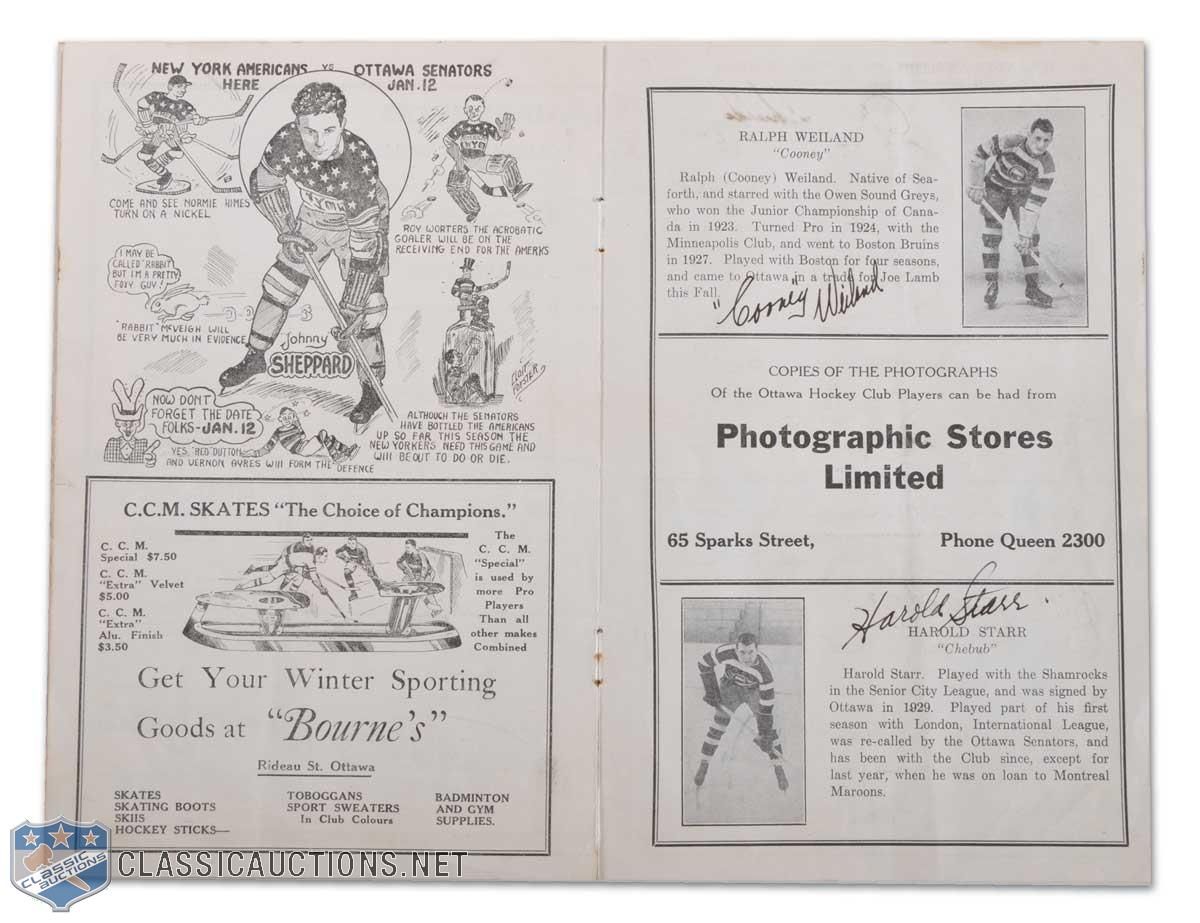 NEW YORK AMERICANS VS OTTAWA SENATORS
HERE JAN. 12
COME AND SEE NORMIE HIMES
TURN ON A NICKEL
ROY WORTERS THE ACROBATIC
GOALER WILL BE ON THE
RECEIVING END FOR THE AMERKS
I MAY BE
CALLED "RABBIT"
BUT I'M A PRETTY
FOXY GUY!
"RABBIT" McVEIGH WILL
BE VERY MUCH IN EVIDENCE
Johnny
SHEPPARD
NOW DONT
FORGET THE DATE
FOLKS - JAN. 12
YES, "RED" DUTTON
AND VERNON AYRES WILL FORM THE DEFENCE
ALTHOUGH THE SENATORS
HAVE BOTTLED THE AMERICANS
UP SO FAR THIS SEASON THE
NEW YORKERS NEED THIS GAME AND
WILL BE OUT TO DO OR DIE.
C.C.M. SKATES "The Choice of Champions."
C. C. M.
Special $7.50
C. C. M.
"Extra" Velvet
$5.00
C. C. M.
"Extra"
Alu. Finish
$3.50
The
C. C. M.
"Special"
is used by
more Pro
Players
Than all
other makes
Combined
Get Your Winter Sporting
Goods at "Bourne's"
Rideau St. Ottawa
SKATES
SKATING BOOTS
SKIIS
HOCKEY STICKS—
TOBOGGANS
SPORT SWEATERS
In Club Colours
BADMINTON
AND GYM
SUPPLIES.
RALPH WEILAND
"Cooney"
Ralph (Cooney) Weiland. Native of Sea-
forth, and starred with the Owen Sound Greys,
who won the Junior Championship of Cana-
da in 1923. Turned Pro in 1924, with the
Minneapolis Club, and went to Boston Bruins
in 1927. Played with Boston for four seasons,
and came to Ottawa in a trade for Joe Lamb
this Fall.
"Cooney" Weiland
COPIES OF THE PHOTOGRAPHS
Of the Ottawa Hockey Club Players can be had from
Photographic Stores
Limited
65 Sparks Street, Phone Queen 2300
Harold Starr.
HAROLD STARR
"Chebub"
Harold Starr. Played with the Shamrocks
in the Senior City League, and was signed by
Ottawa in 1929. Played part of his first
season with London, International League,
was re-called by the Ottawa Senators, and
has been with the Club since, except for
last year, when he was on loan to Montreal
Maroons.
CLASSIC
AUCTIONS
CLASSICAUCTIONS.NET